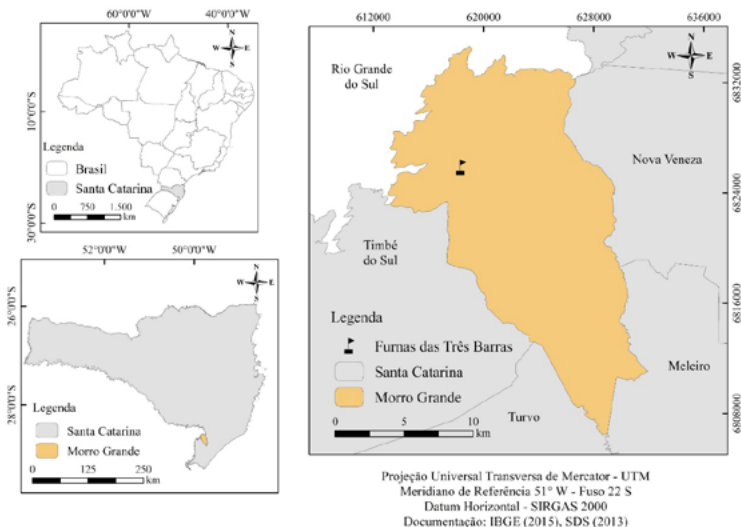 60°0'0"W 40°0'0"W
N
W E
S
10°0'0"S
30°0'0"S
Legenda
Brasil
Santa Catarina
0 750 1.500
km
52°0'0"W 50°0'0"W
N
W E
S
26°0'0"S
28°0'0"S
Legenda
Santa Catarina
Morro Grande
0 125 250
km
612000 620000 628000 636000
N
W E
S
Rio Grande
do Sul
Nova Veneza
Timbé
do Sul
Meleiro
Turvo
6832000
6824000
6816000
6808000
Legenda
Furnas das Três Barras
Santa Catarina
Morro Grande
0 5 10
km
Projeção Universal Transversa de Mercator - UTM
Meridiano de Referência 51° W - Fuso 22 S
Datum Horizontal - SIRGAS 2000
Documentação: IBGE (2015), SDS (2013)